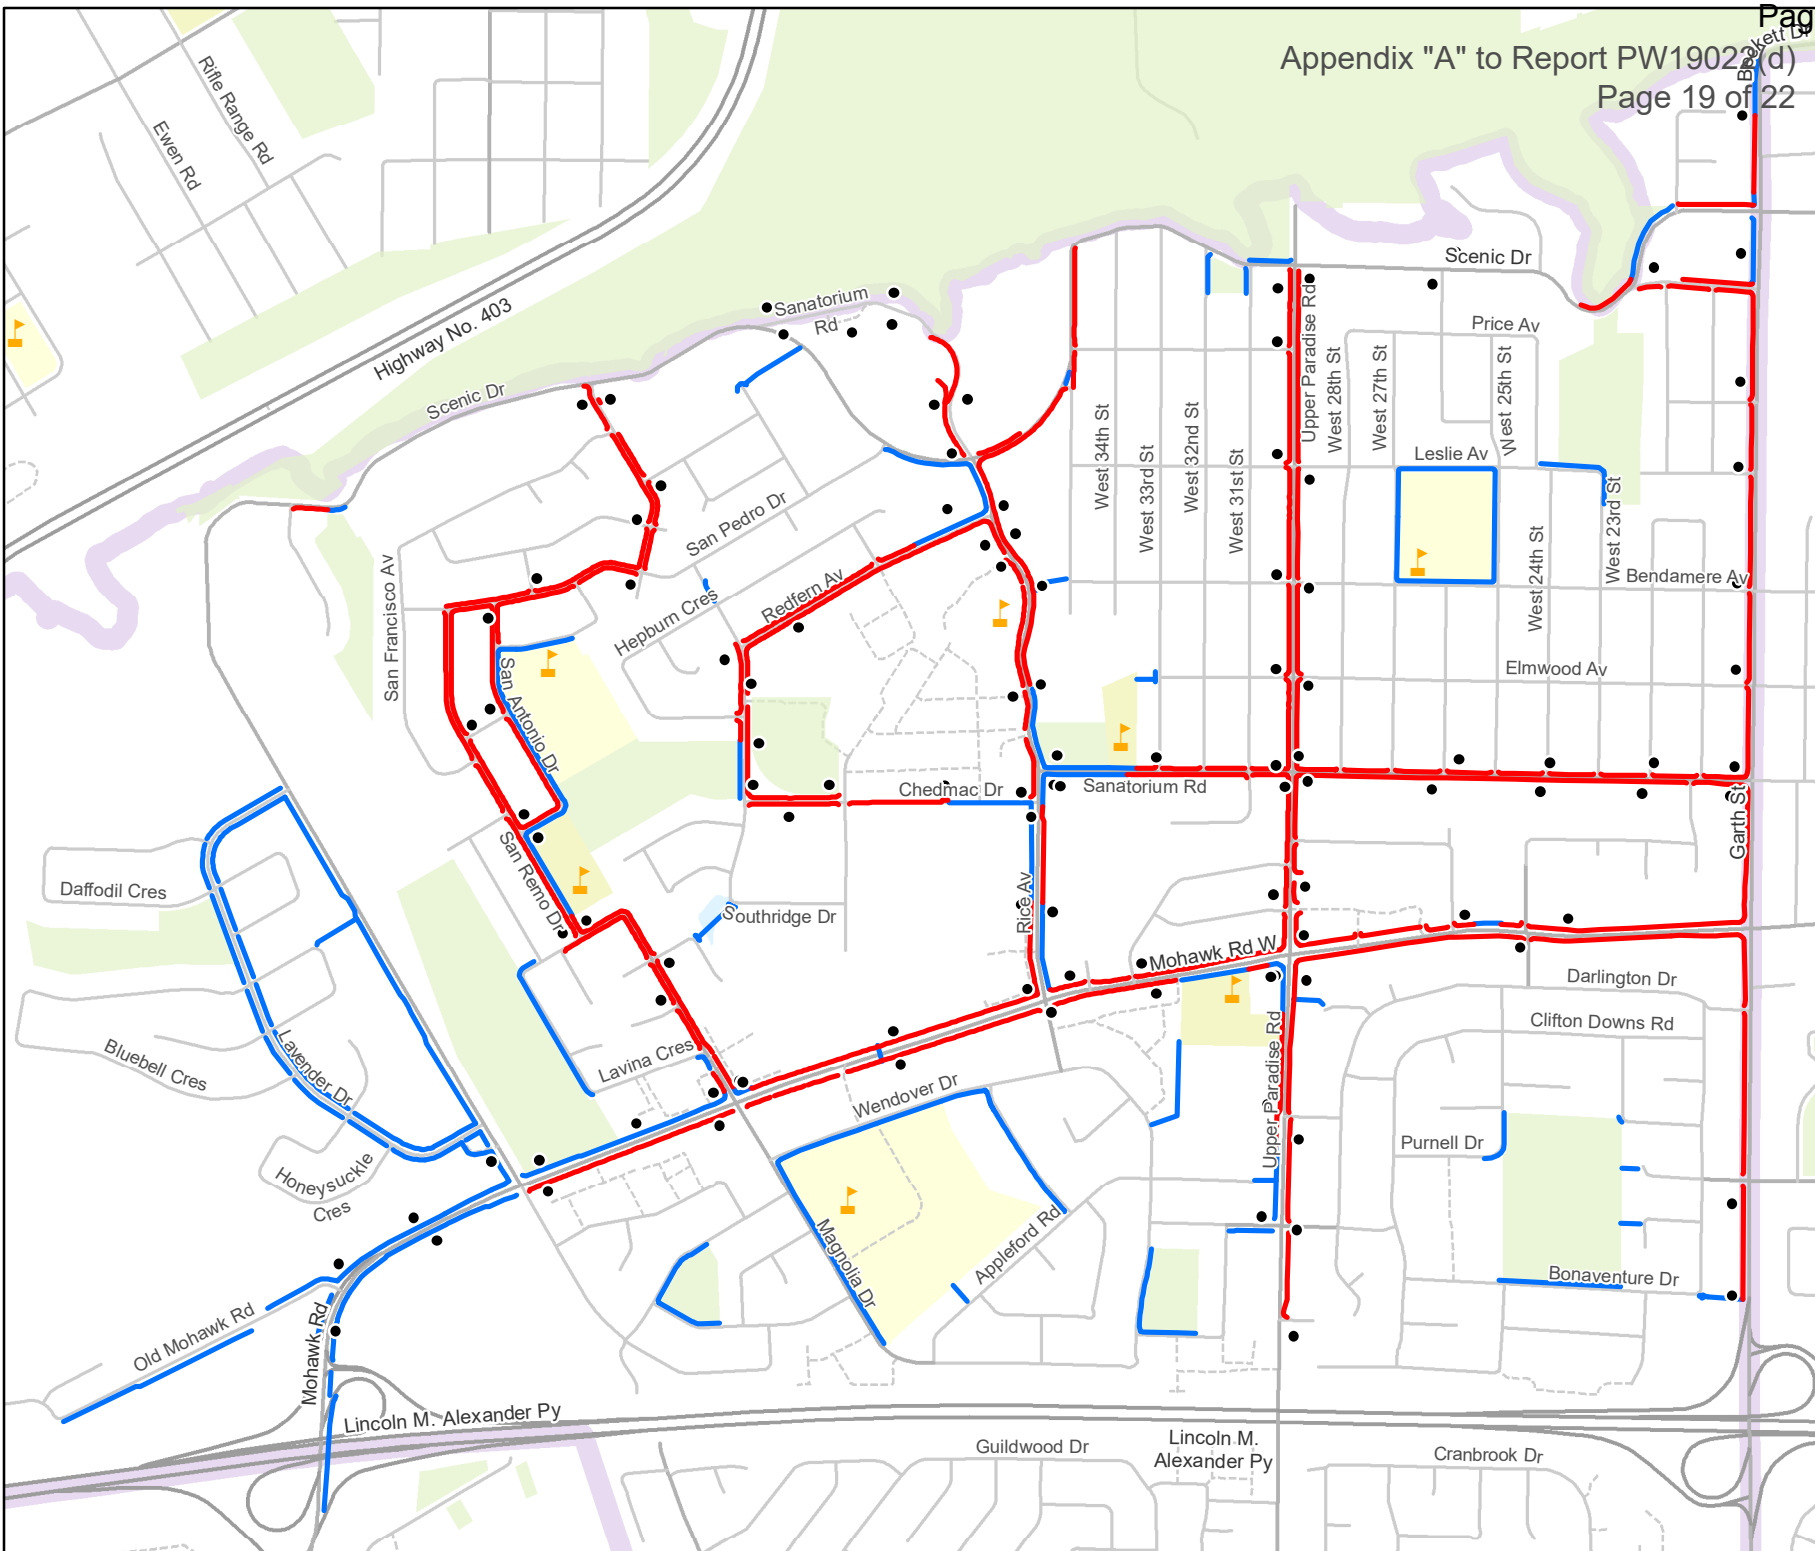 Pag
Appendix "A" to Report PW19022(d)
Page 19 of 22
Beckett Dr
Rifle Range Rd
Ewen Rd
Highway No. 403
Scenic Dr
Sanatorium
Rd
Scenic Dr
Price Av
Upper Paradise Rd
West 28th St
West 27th St
West 25th St
Leslie Av
West 34th St
West 33rd St
West 32nd St
West 31st St
West 24th St
West 23rd St
Bendamere Av
San Pedro Dr
San Francisco Av
Hepburn Cres
Redfern Av
San Antonio Dr
Elmwood Av
Chedmac Dr
Sanatorium Rd
Garth St
San Remo Dr
Daffodil Cres
Southridge Dr
Rice Av
Mohawk Rd W
Darlington Dr
Clifton Downs Rd
Bluebell Cres
Lavender Dr
Lavina Cres
Wendover Dr
Upper Paradise Rd
Purnell Dr
Honeysuckle
Cres
Magnolia Dr
Appleford Rd
Bonaventure Dr
Old Mohawk Rd
Mohawk Rd
Lincoln M. Alexander Py
Guildwood Dr
Lincoln M.
Alexander Py
Cranbrook Dr